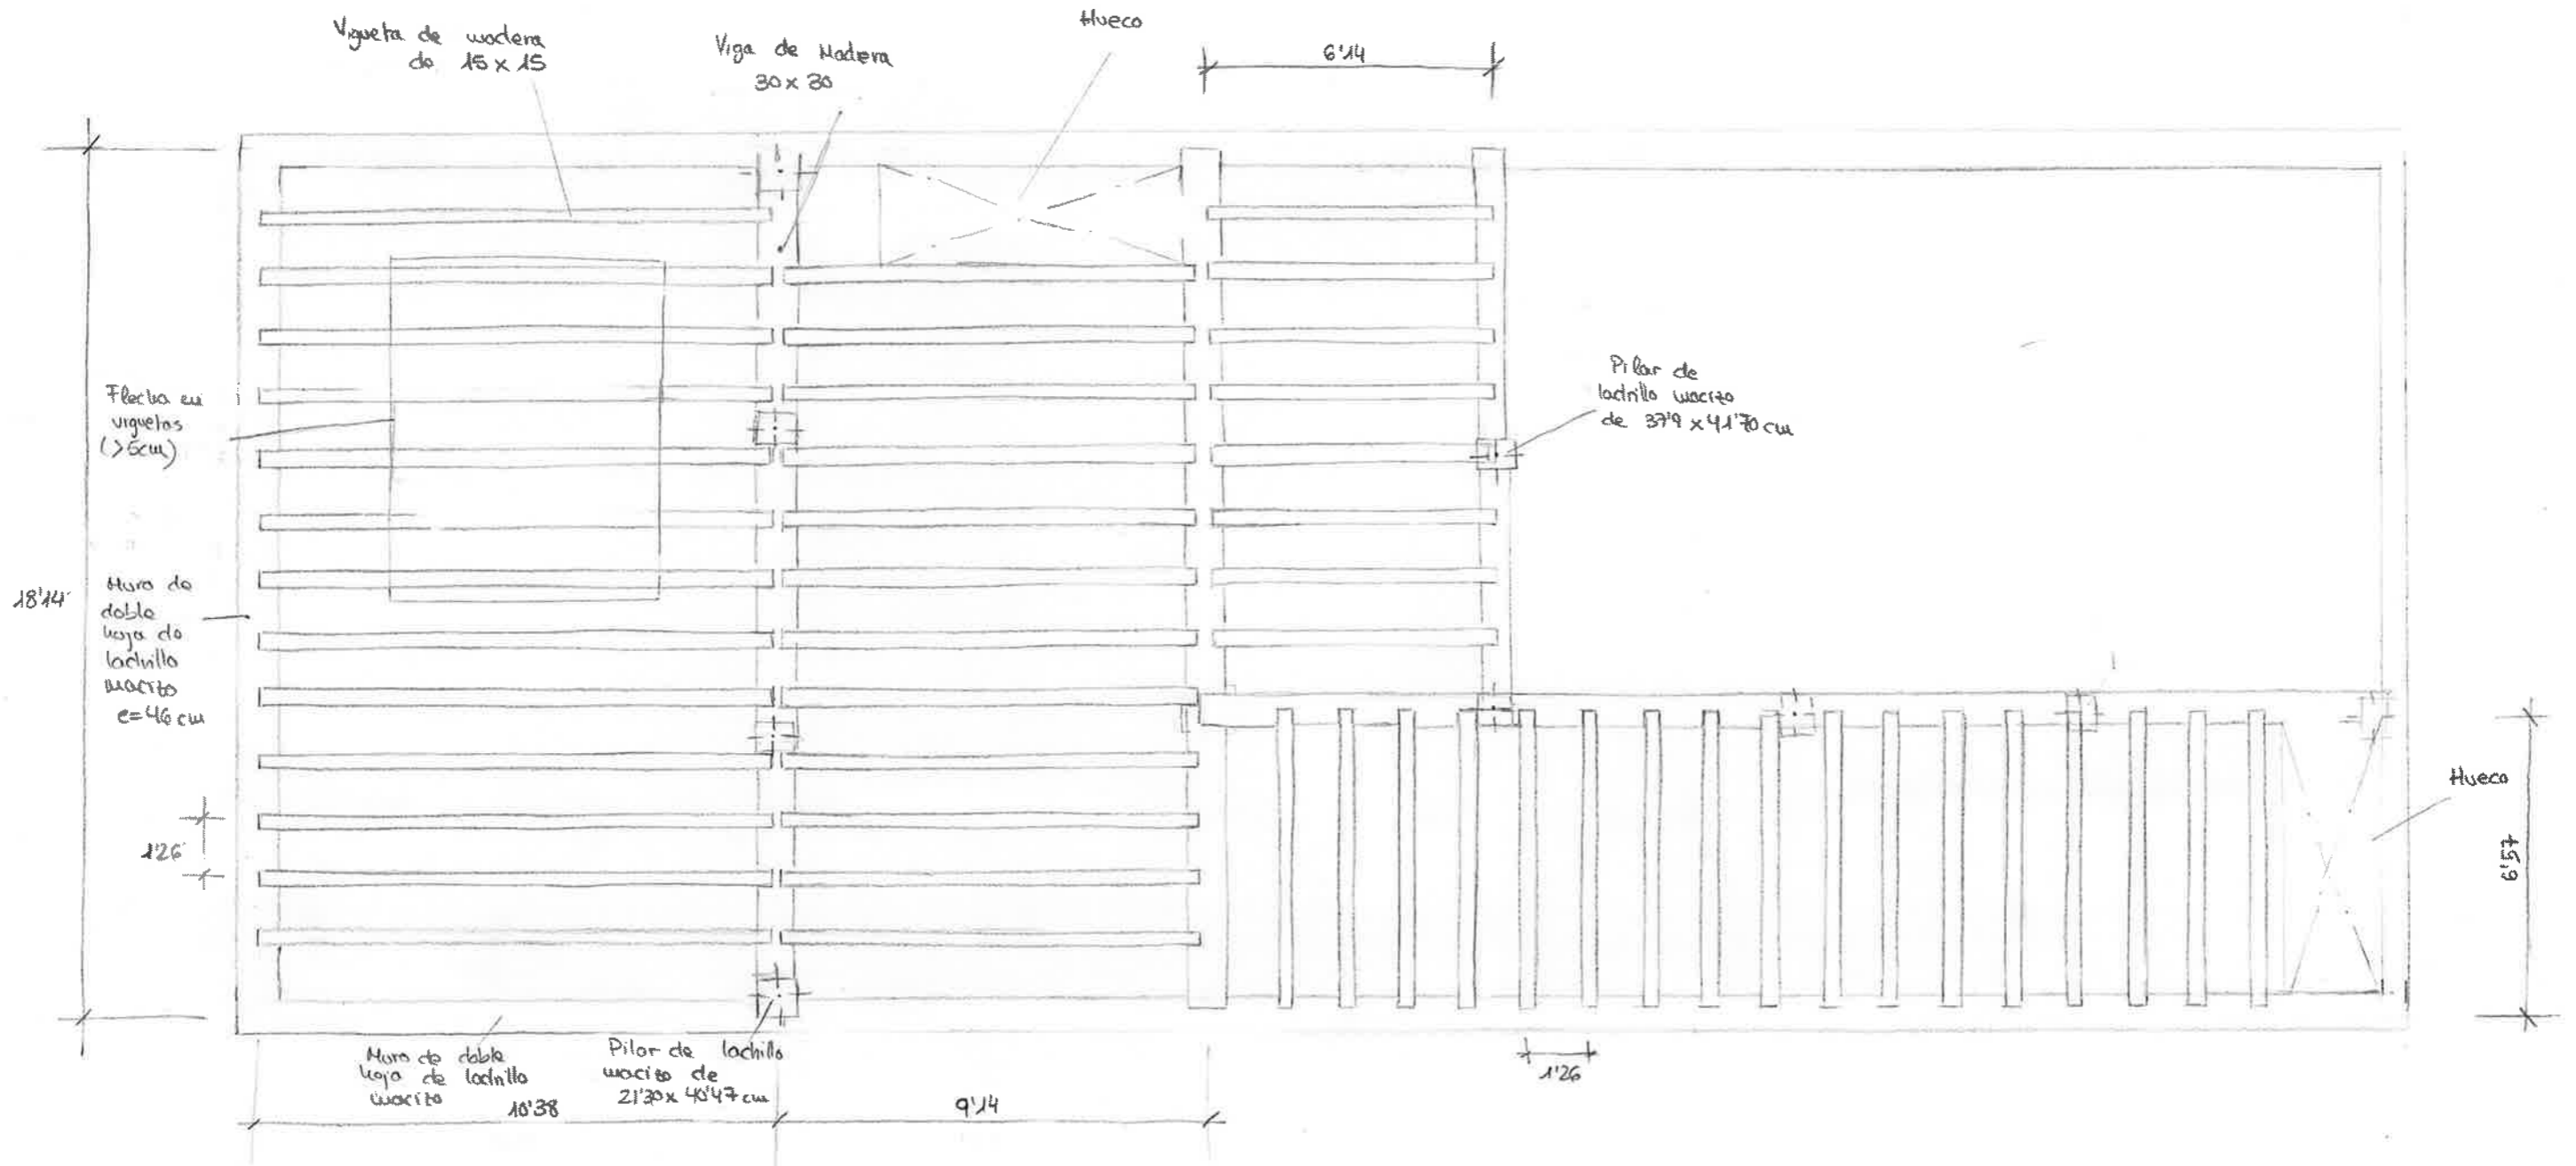 Vigueta de madera
de 15 x 15
Viga de Madera
30 x 30
Hueco
6'14
Pilar de
ladrillo macizo
de 37'9 x 41'70 cm
Flecha en
viguetas
(>5cm)
18'14
Muro de
doble
hoja de
ladrillo
macizo
e=46 cm
1'26
Hueco
6'57
Muro de doble
hoja de ladrillo
macizo
Pilar de ladrillo
macizo de
21'30 x 40'47 cm
10'38
9'14
1'26